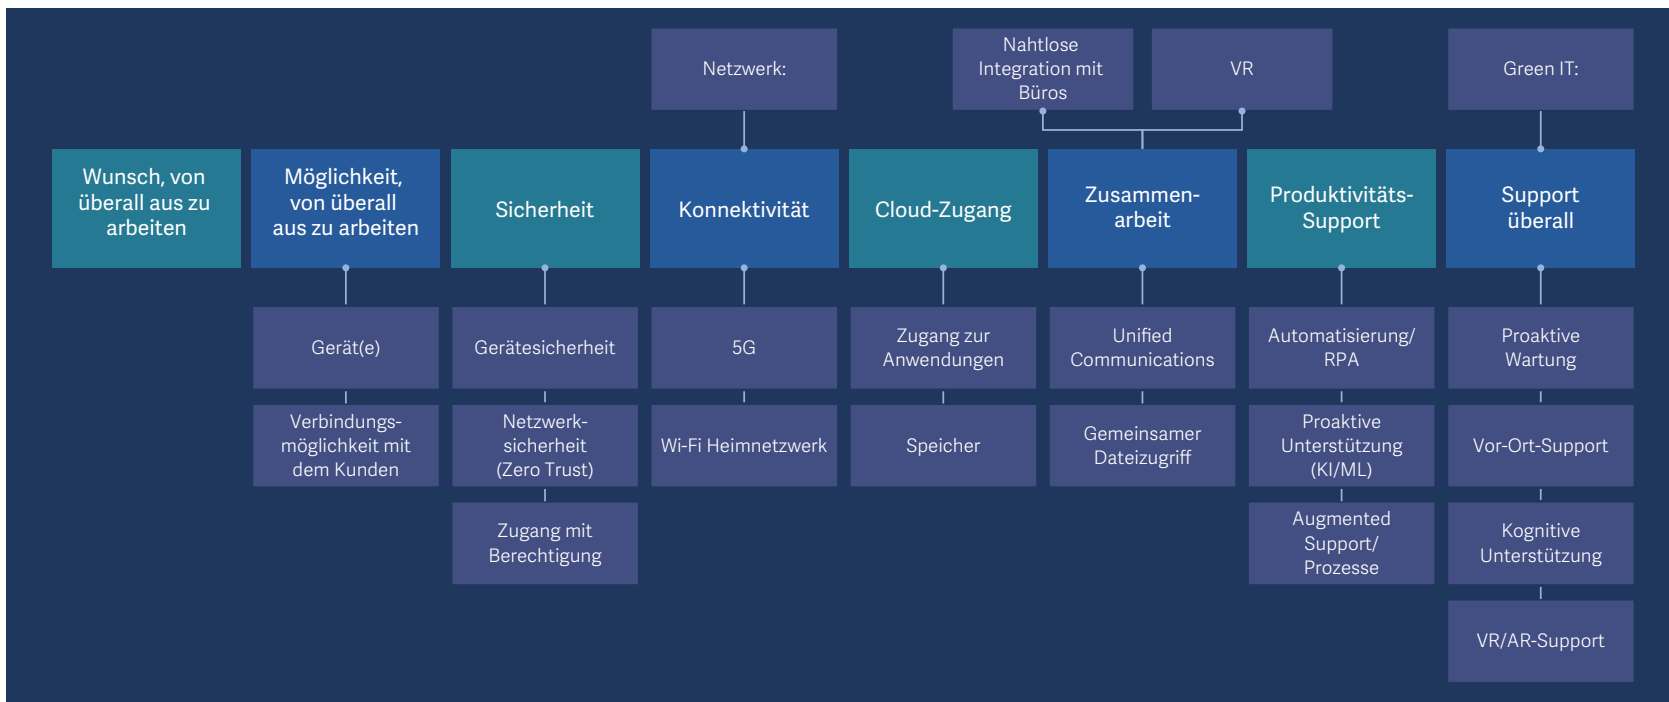 Netzwerk:
Nahtlose
Integration mit
Büros
VR
Green IT:
Wunsch, von
überall aus zu
arbeiten
Möglichkeit,
von überall
aus zu arbeiten
Sicherheit
Konnektivität
Cloud-Zugang
Zusammen-
arbeit
Produktivitäts-
Support
Support
überall
Gerät(e)
Gerätesicherheit
5G
Zugang zur
Anwendungen
Unified
Communications
Automatisierung/
RPA
Proaktive
Wartung
Verbindungs-
möglichkeit mit
dem Kunden
Netzwerk-
sicherheit
(Zero Trust)
Wi-Fi Heimnetzwerk
Speicher
Gemeinsamer
Dateizugriff
Proaktive
Unterstützung
(KI/ML)
Vor-Ort-Support
Zugang mit
Berechtigung
Augmented
Support/
Prozesse
Kognitive
Unterstützung
VR/AR-Support